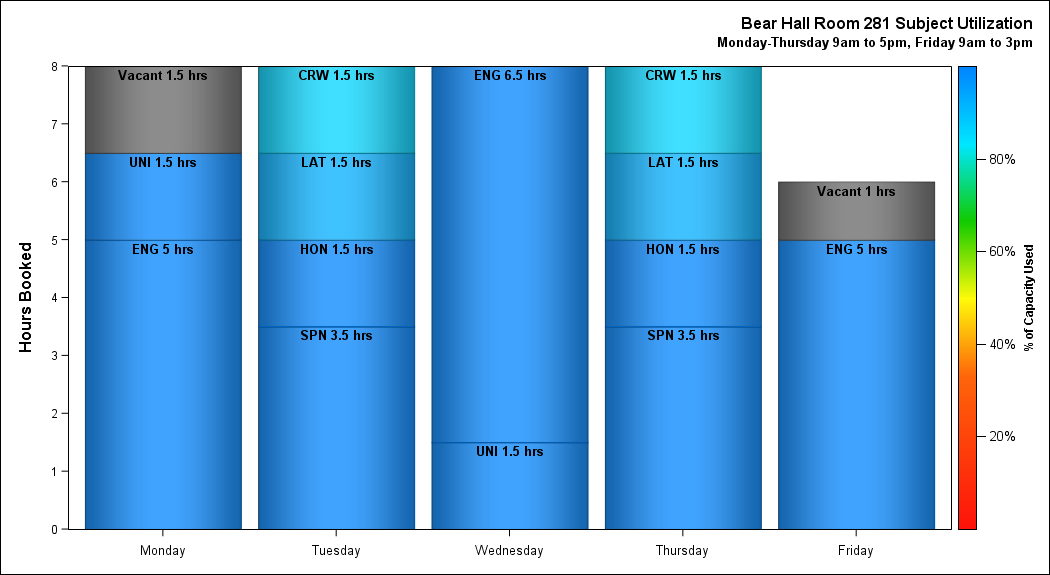 Bear Hall Room 281 Subject Utilization
Monday-Thursday 9am to 5pm, Friday 9am to 3pm
Hours Booked
8
7
6
5
4
3
2
1
0
Vacant 1.5 hrs
UNI 1.5 hrs
ENG 5 hrs
CRW 1.5 hrs
LAT 1.5 hrs
HON 1.5 hrs
SPN 3.5 hrs
ENG 6.5 hrs
UNI 1.5 hrs
CRW 1.5 hrs
LAT 1.5 hrs
HON 1.5 hrs
SPN 3.5 hrs
Vacant 1 hrs
ENG 5 hrs
Monday
Tuesday
Wednesday
Thursday
Friday
80%
60%
40%
20%
% of Capacity Used